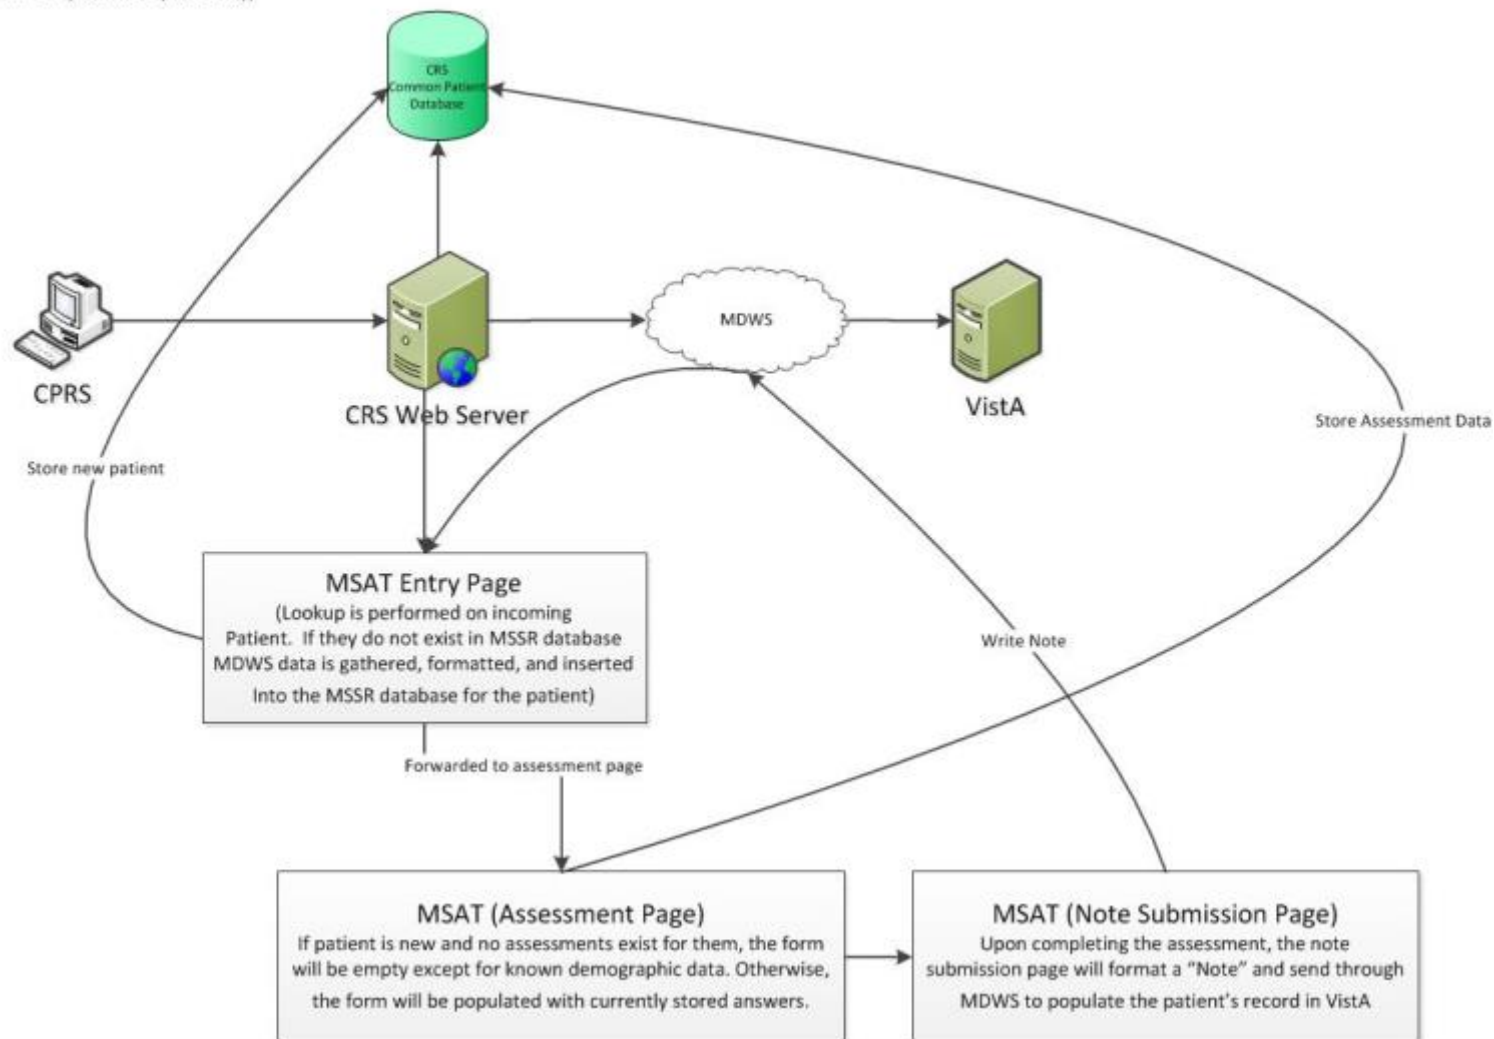 CRS
Common Patient
Database
MDWS
CPRS
CRS Web Server
VistA
Store Assessment Data
Store new patient
MSAT Entry Page
(Lookup is performed on incoming
Patient. If they do not exist in MSSR database
MDWS data is gathered, formatted, and inserted
Into the MSSR database for the patient)
Write Note
Forwarded to assessment page
MSAT (Assessment Page)
If patient is new and no assessments exist for them, the form
will be empty except for known demographic data. Otherwise,
the form will be populated with currently stored answers.
MSAT (Note Submission Page)
Upon completing the assessment, the note
submission page will format a “Note” and send through
MDWS to populate the patient’s record in VistA